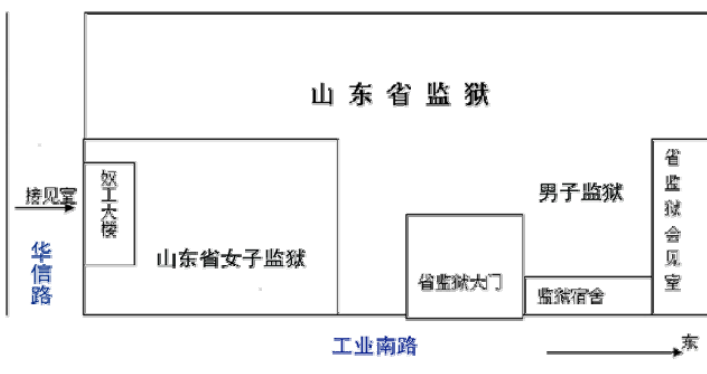 山东省监狱
接见室
奴工大楼
华信路
山东省女子监狱
男子监狱
省监狱会见室
省监狱大门
监狱宿舍
工业南路
东